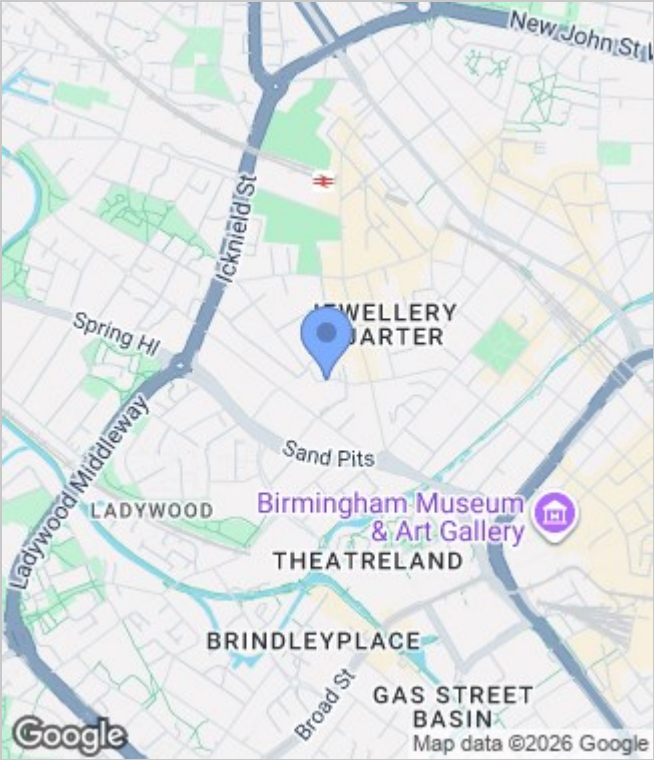 New John St W
Icknield St
JEWELLERY
Spring Hl
Sand Pits
Ladywood Middleway
Birmingham Museum
& Art Gallery
LADYWOOD
THEATRELAND
BRINDLEYPLACE
Broad St
GAS STREET
BASIN
Google
Map data ©2026 Google